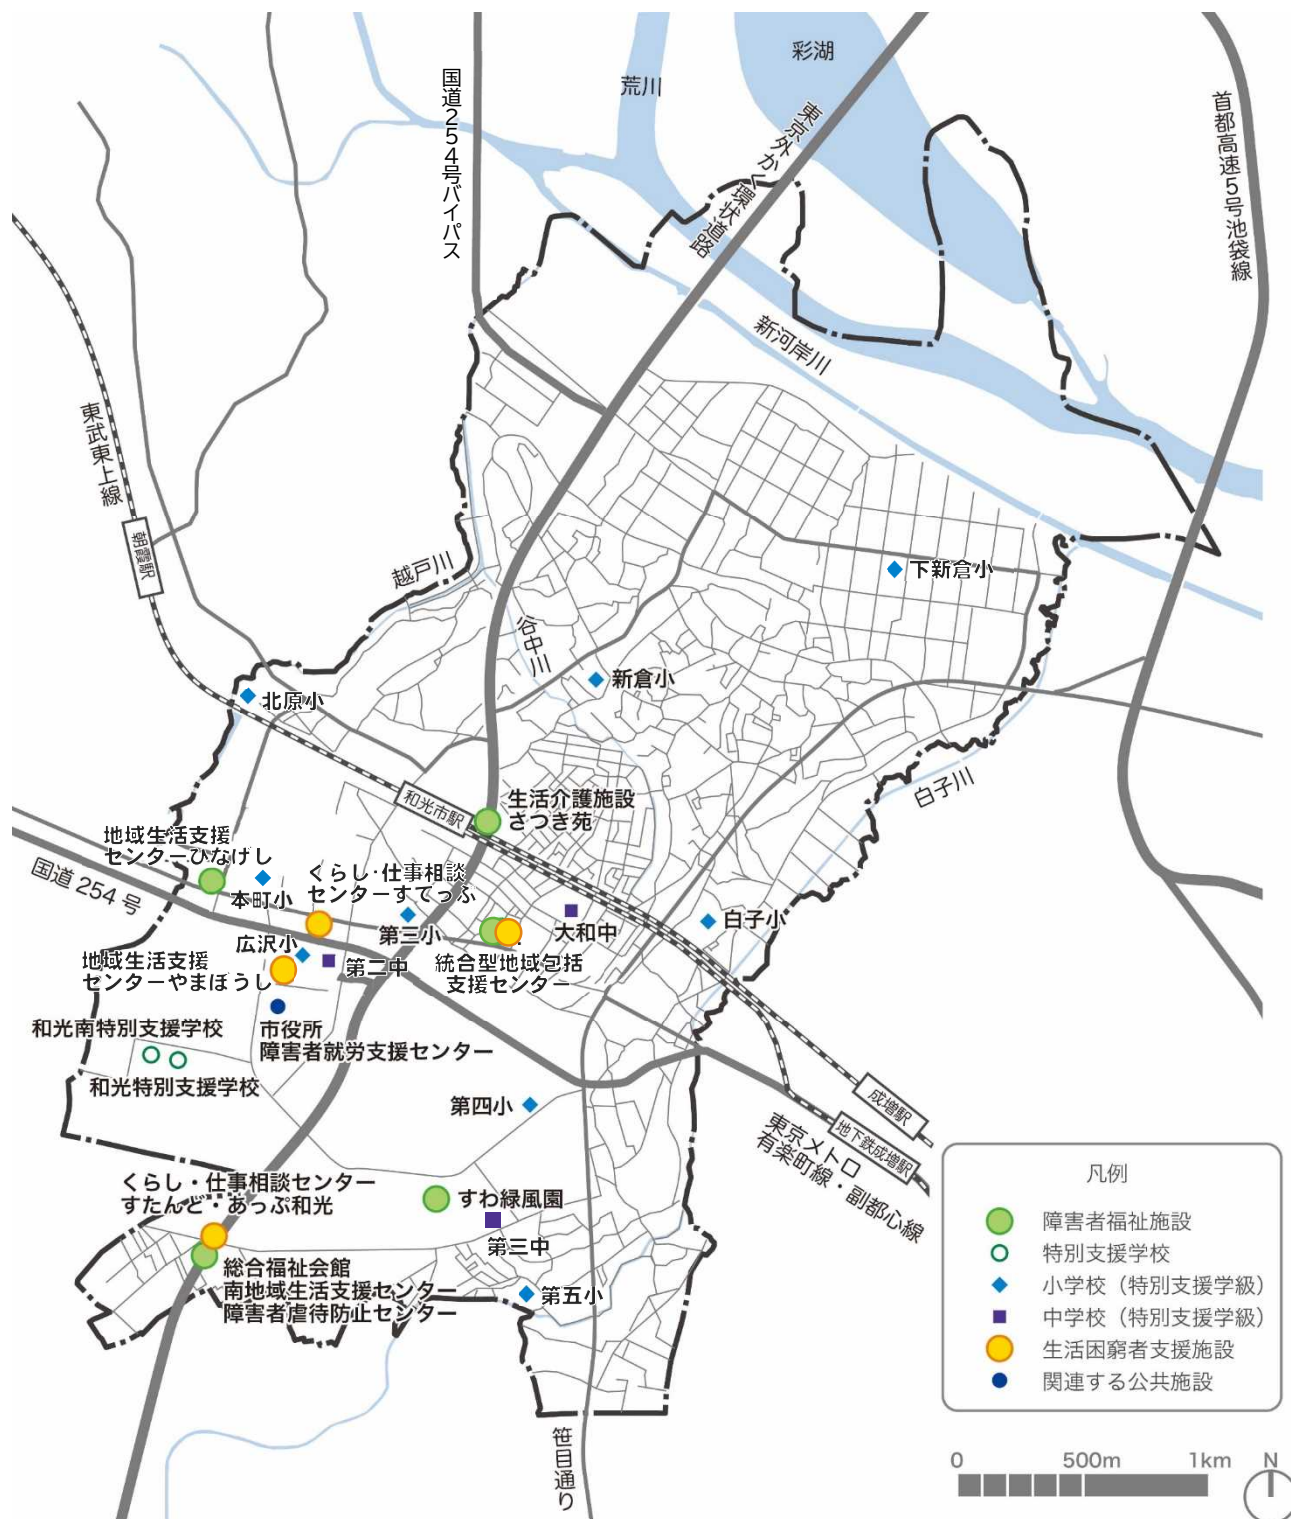 彩湖
荒川
国道254号バイパス
東京外かく環状道路
首都高速5号池袋線
新河岸川
東武東上線
朝霞駅
越戸川
下新倉小
谷中川
新倉小
北原小
白子川
和光市駅
生活介護施設
さつき苑
地域生活支援
センターひなげし
国道254号
本町小
くらし・仕事相談
センターすてっぷ
第三小
大和中
白子小
広沢小
地域生活支援
センターやまぼうし
第二中
統合型地域包括
支援センター
和光南特別支援学校
市役所
障害者就労支援センター
和光特別支援学校
第四小
成増駅
地下鉄成増駅
東京メトロ
有楽町線・副都心線
くらし・仕事相談センター
すたんど・あっぷ和光
すわ緑風園
第三中
総合福祉会館
南地域生活支援センター
障害者虐待防止センター
第五小
笹目通り
凡例
障害者福祉施設
特別支援学校
小学校（特別支援学級）
中学校（特別支援学級）
生活困窮者支援施設
関連する公共施設
0 500m 1km
N